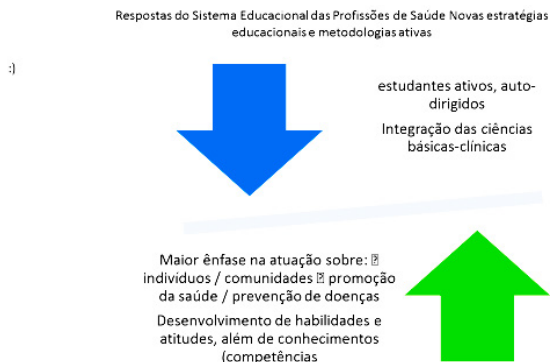 Respostas do Sistema Educacional das Profissões de Saúde Novas estratégias
educacionais e metodologias ativas
:)
estudantes ativos, auto-
dirigidos
Integração das ciências
básicas-clínicas
Maior ênfase na atuação sobre: 
indivíduos / comunidades  promoção
da saúde / prevenção de doenças
Desenvolvimento de habilidades e
atitudes, além de conhecimentos
(competências